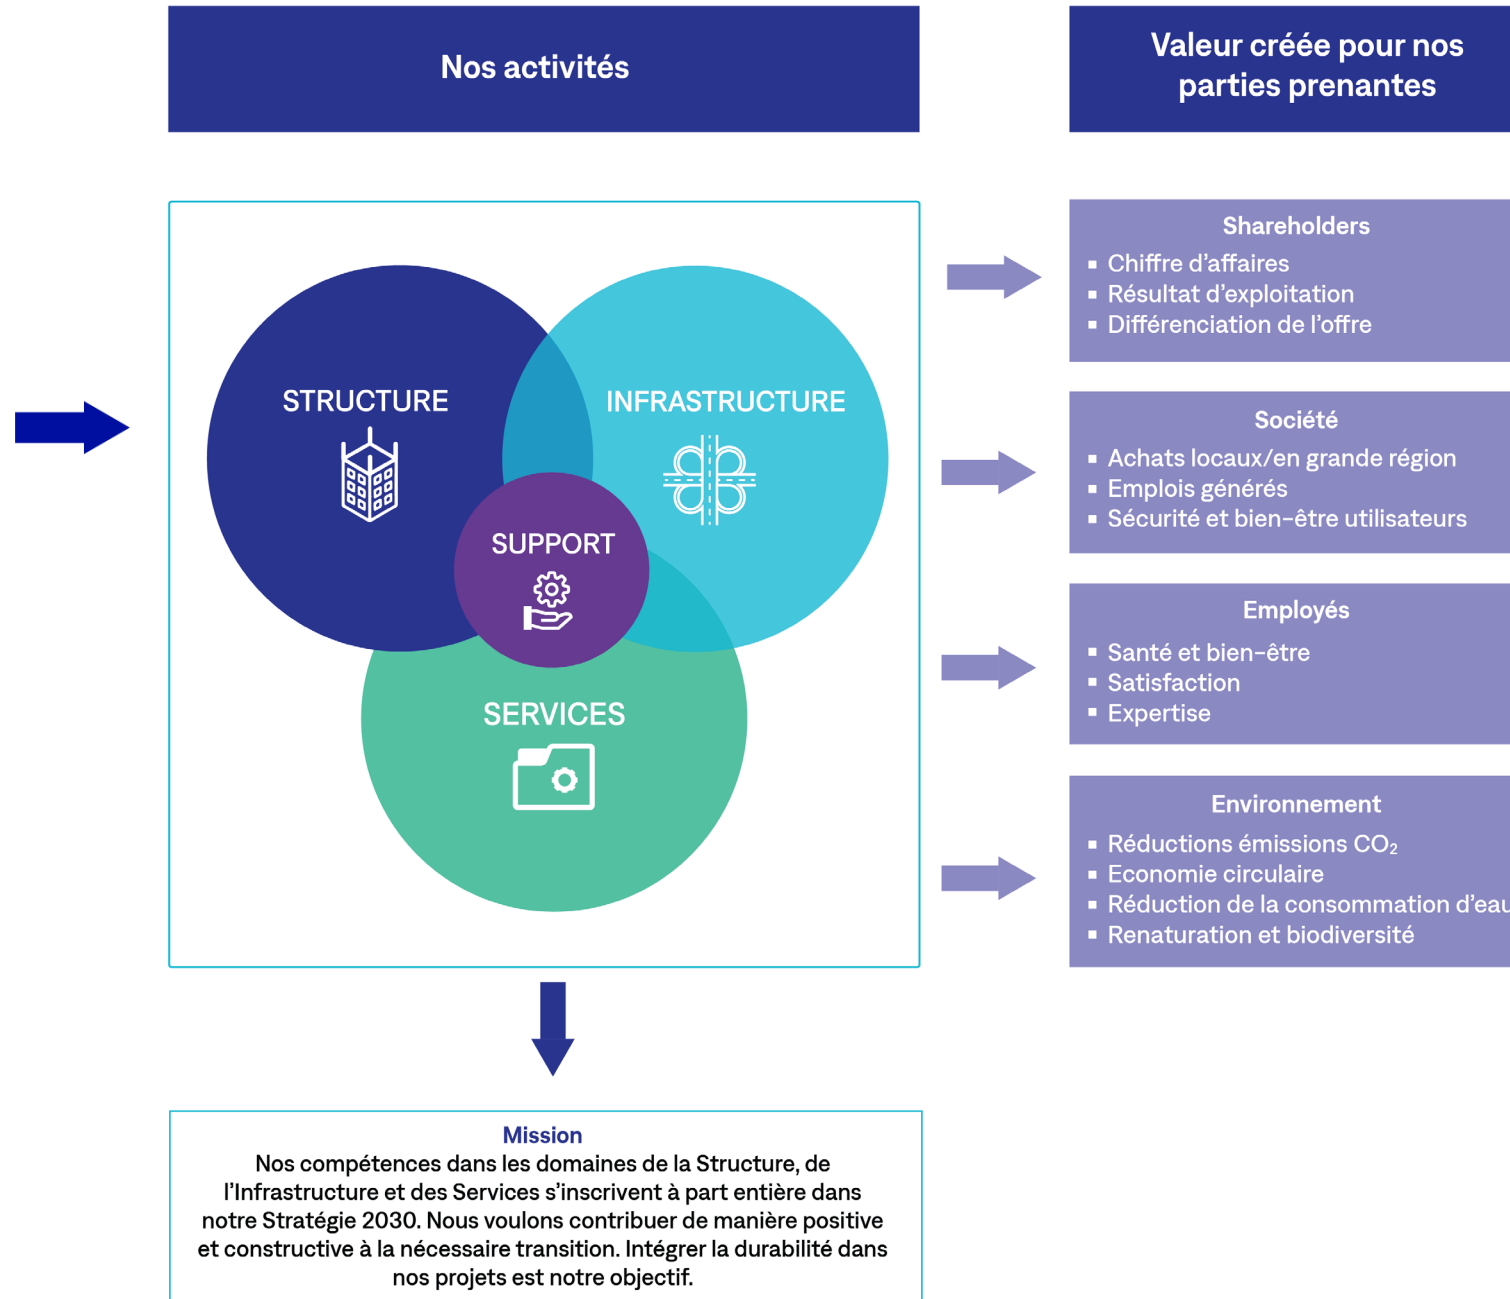 Nos activités
Valeur créée pour nos
parties prenantes
STRUCTURE
INFRASTRUCTURE
SUPPORT
SERVICES
Shareholders
▪ Chiffre d’affaires
▪ Résultat d’exploitation
▪ Différenciation de l’offre
Société
▪ Achats locaux/en grande région
▪ Emplois générés
▪ Sécurité et bien-être utilisateurs
Employés
▪ Santé et bien-être
▪ Satisfaction
▪ Expertise
Environnement
▪ Réductions émissions CO₂
▪ Economie circulaire
▪ Réduction de la consommation d’eau
▪ Renaturation et biodiversité
Mission
Nos compétences dans les domaines de la Structure, de
l’Infrastructure et des Services s’inscrivent à part entière dans
notre Stratégie 2030. Nous voulons contribuer de manière positive
et constructive à la nécessaire transition. Intégrer la durabilité dans
nos projets est notre objectif.